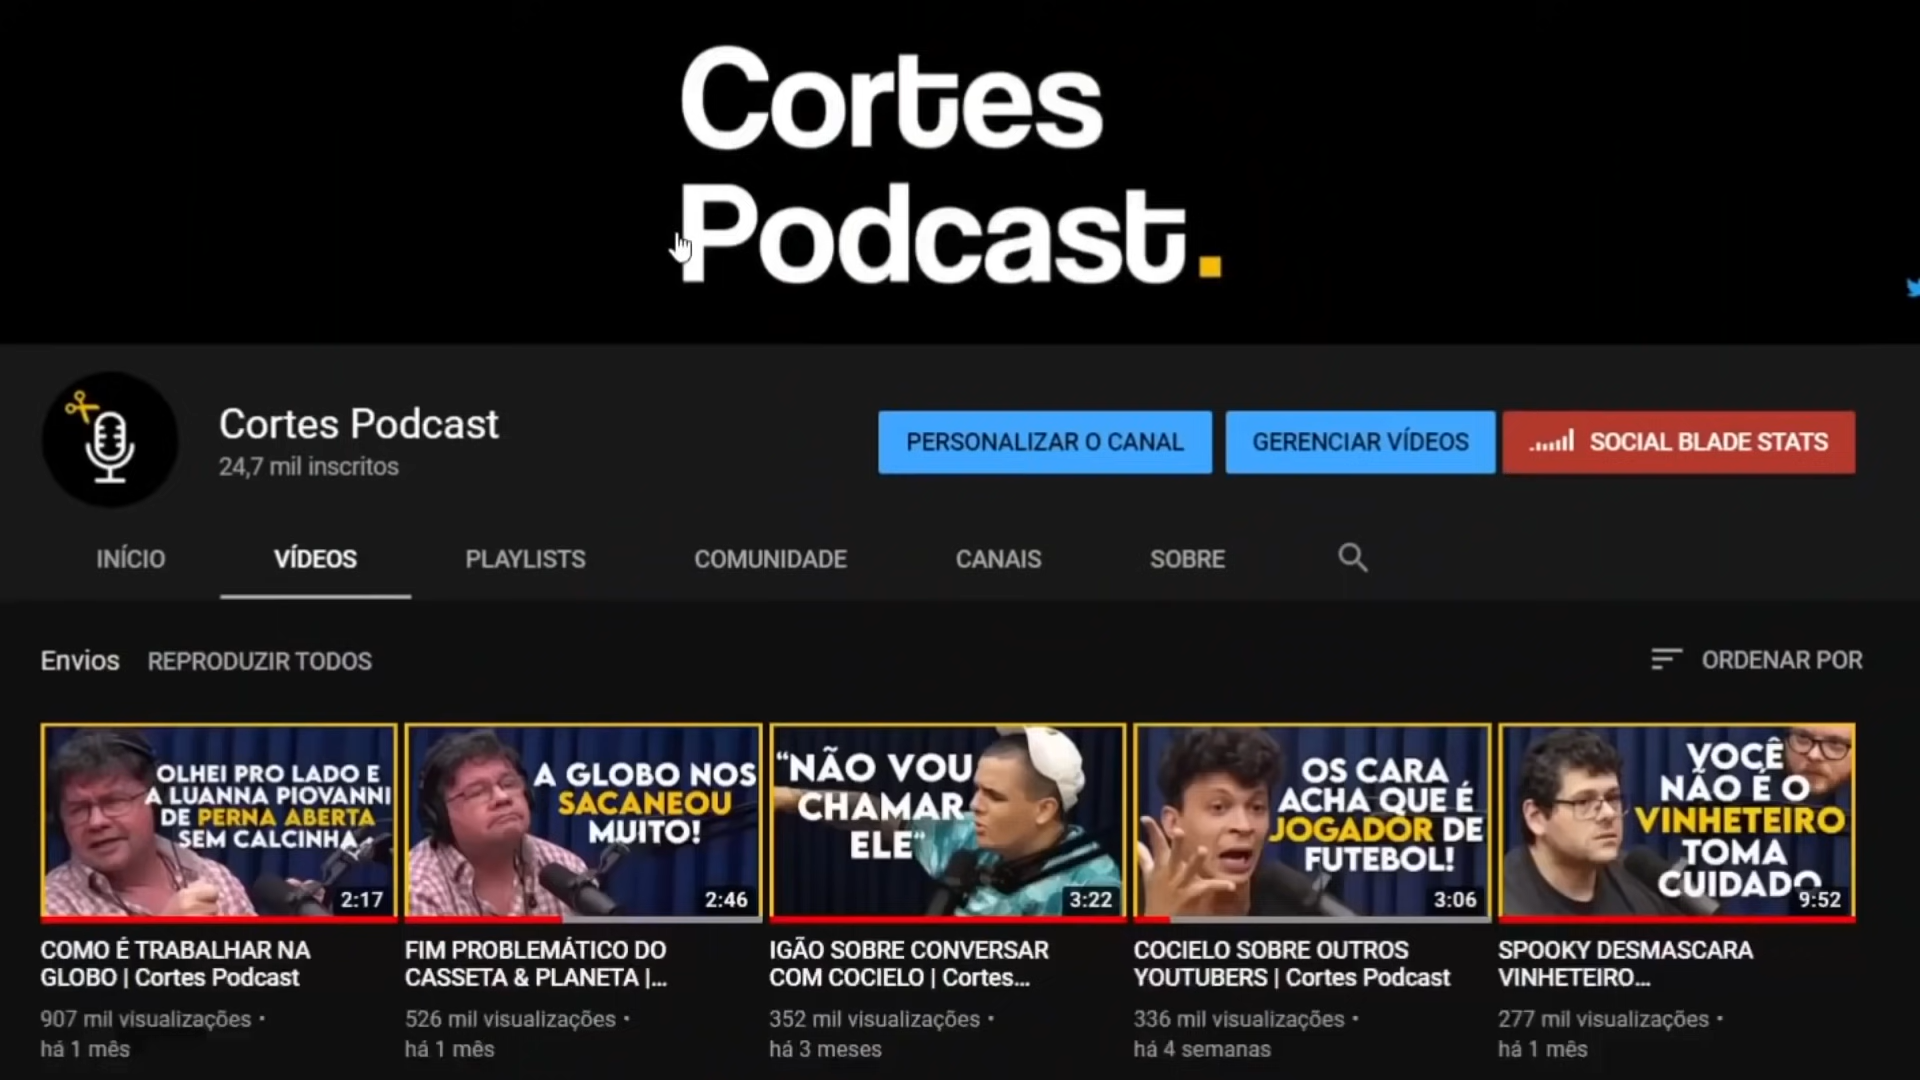 Cortes
Podcast.
Cortes Podcast
24,7 mil inscritos
PERSONALIZAR O CANAL
GERENCIAR VÍDEOS
SOCIAL BLADE STATS
INÍCIO
VÍDEOS
PLAYLISTS
COMUNIDADE
CANAIS
SOBRE
Envios
REPRODUZIR TODOS
ORDENAR POR
OLHEI PRO LADO E
A LUANNA PIOVANNI
DE PERNA ABERTA
SEM CALCINHA
2:17
A GLOBO NOS
SACANEOU
MUITO!
2:46
“NÃO VOU
CHAMAR
ELE“
3:22
OS CARA
ACHA QUE É
JOGADOR DE
FUTEBOL!
3:06
VOCÊ
NÃO É O
VINHETEIRO
TOMA
CUIDADO
9:52
COMO É TRABALHAR NA
GLOBO | Cortes Podcast
907 mil visualizações •
há 1 mês
FIM PROBLEMÁTICO DO
CASSETA & PLANETA |...
526 mil visualizações •
há 1 mês
IGÃO SOBRE CONVERSAR
COM COCIELO | Cortes...
352 mil visualizações •
há 3 meses
COCIELO SOBRE OUTROS
YOUTUBERS | Cortes Podcast
336 mil visualizações •
há 4 semanas
SPOOKY DESMASCARA
VINHETEIRO...
277 mil visualizações •
há 1 mês